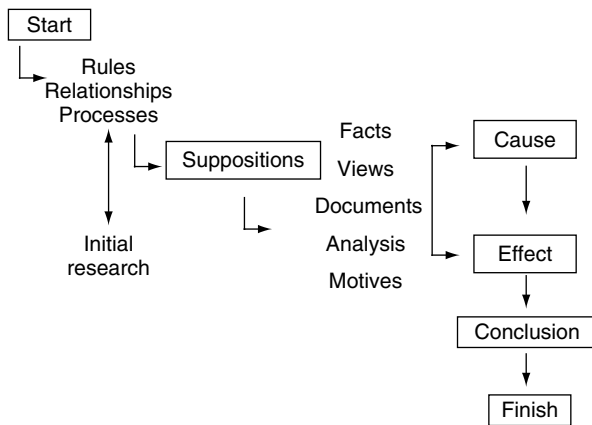 Start
Rules
Relationships
Processes
Initial
research
Suppositions
Facts
Views
Documents
Analysis
Motives
Cause
Effect
Conclusion
Finish